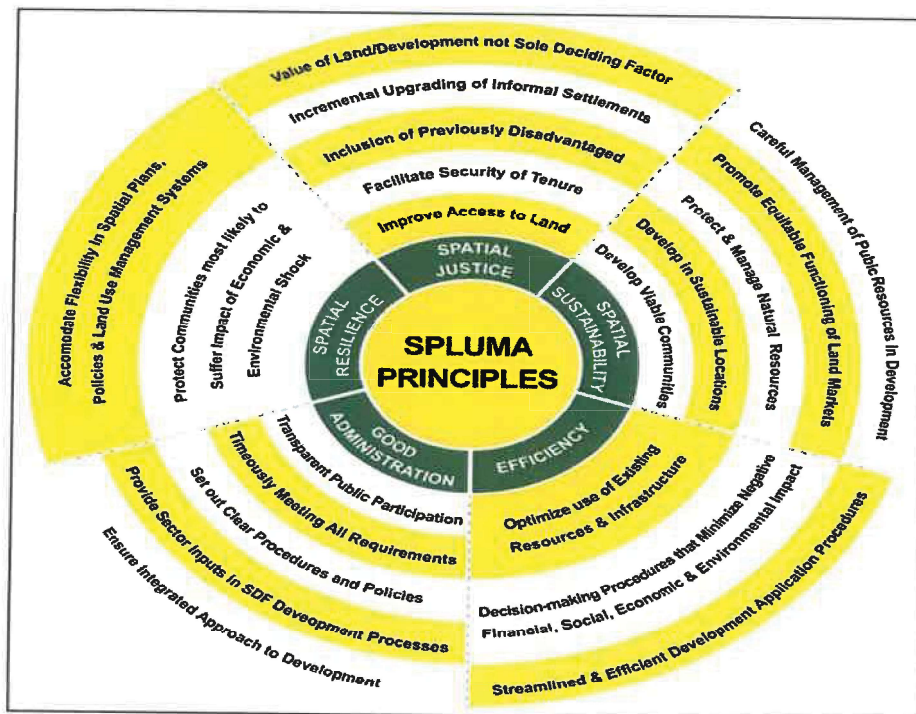 SPLUMA
PRINCIPLES
SPATIAL
JUSTICE
Improve Access to Land
Facilitate Security of Tenure
Inclusion of Previously Disadvantaged
Incremental Upgrading of Informal Settlements
Value of Land/Development not Sole Deciding Factor
SPATIAL
SUSTAINABILITY
Develop Viable Communities
Develop in Sustainable Locations
Protect & Manage Natural Resources
Promote Equitable Functioning of Land Markets
Careful Management of Public Resources in Development
EFFICIENCY
Optimize use of Existing
Resources & Infrastructure
Decision-making Procedures that Minimize Negative
Financial, Social, Economic & Environmental Impact
Streamlined & Efficient Development Application Procedures
GOOD
ADMINISTRATION
Transparent Public Participation
Timeously Meeting All Requirements
Set out Clear Procedures and Policies
Provide Sector Inputs in SDF Deveopment Processes
Ensure Integrated Approach to Development
SPATIAL
RESILIENCE
Protect Communities most likely to
Suffer Impact of Economic &
Environmental Shock
Accomodate Flexibility in Spatial Plans,
Policies & Land Use Management Systems